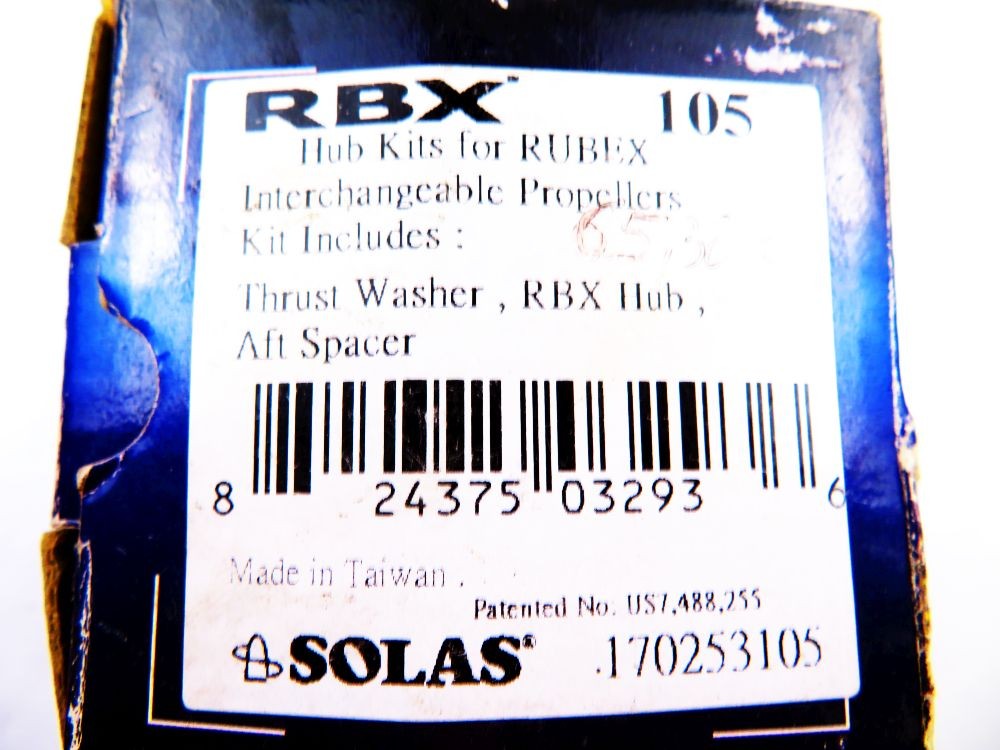 RBX™ 105
Hub Kits for RUBEX
Interchangeable Propellers
Kit Includes :
Thrust Washer , RBX Hub ,
Aft Spacer
8 24375 03293 6
Made in Taiwan .
Patented No. US7,488,255
SOLAS® .170253105